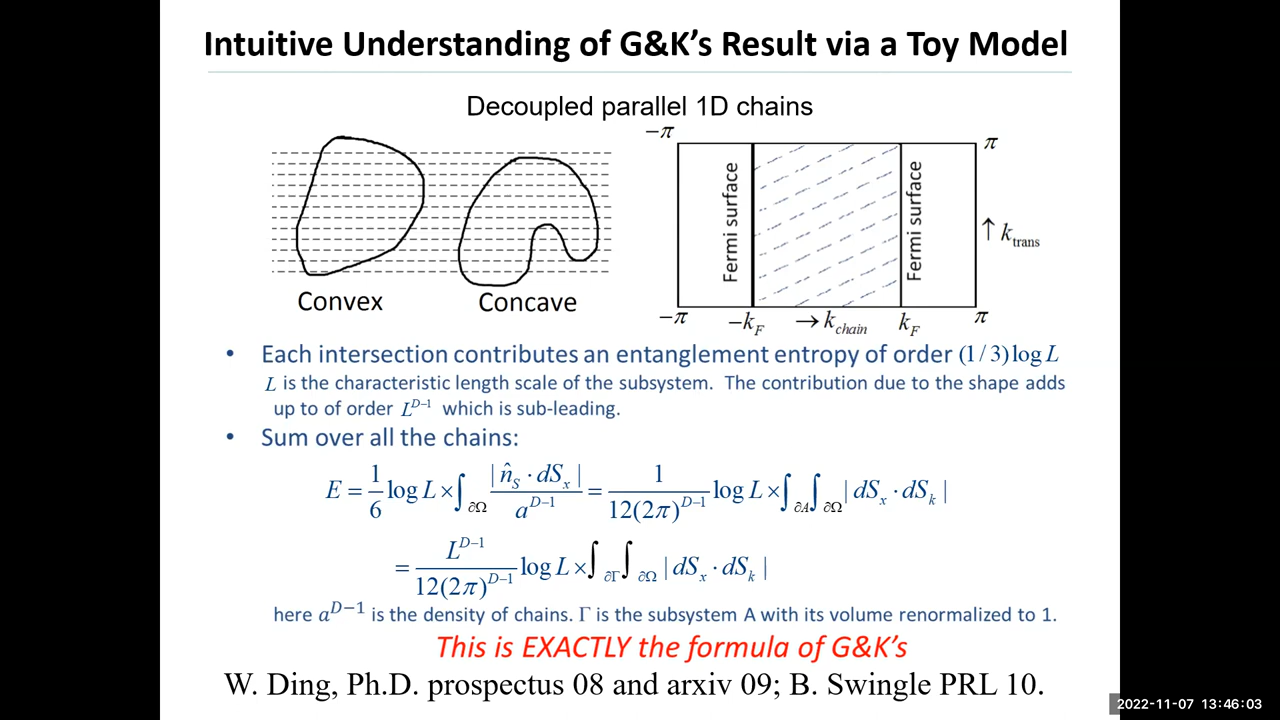 Intuitive Understanding of G&K's Result via a Toy Model
Decoupled parallel 1D chains
Convex
Concave
−π
π
Fermi surface
Fermi surface
↑ k_trans
−π
−k_F
→ k_chain
k_F
π
• Each intersection contributes an entanglement entropy of order (1/3) log L
L is the characteristic length scale of the subsystem. The contribution due to the shape adds
up to of order L^{D−1} which is sub-leading.
• Sum over all the chains:
E = 1/6 log L × ∫_{∂Ω} |n̂_S · dS_x| / a^{D−1} = 1/(12(2π)^{D−1}) log L × ∫_{∂A} ∫_{∂Ω} | dS_x · dS_k |
= L^{D−1}/(12(2π)^{D−1}) log L × ∫_{∂Γ} ∫_{∂Ω} | dS_x · dS_k |
here a^{D−1} is the density of chains. Γ is the subsystem A with its volume renormalized to 1.
This is EXACTLY the formula of G&K's
W. Ding, Ph.D. prospectus 08 and arxiv 09; B. Swingle PRL 10.
2022-11-07 13:46:03